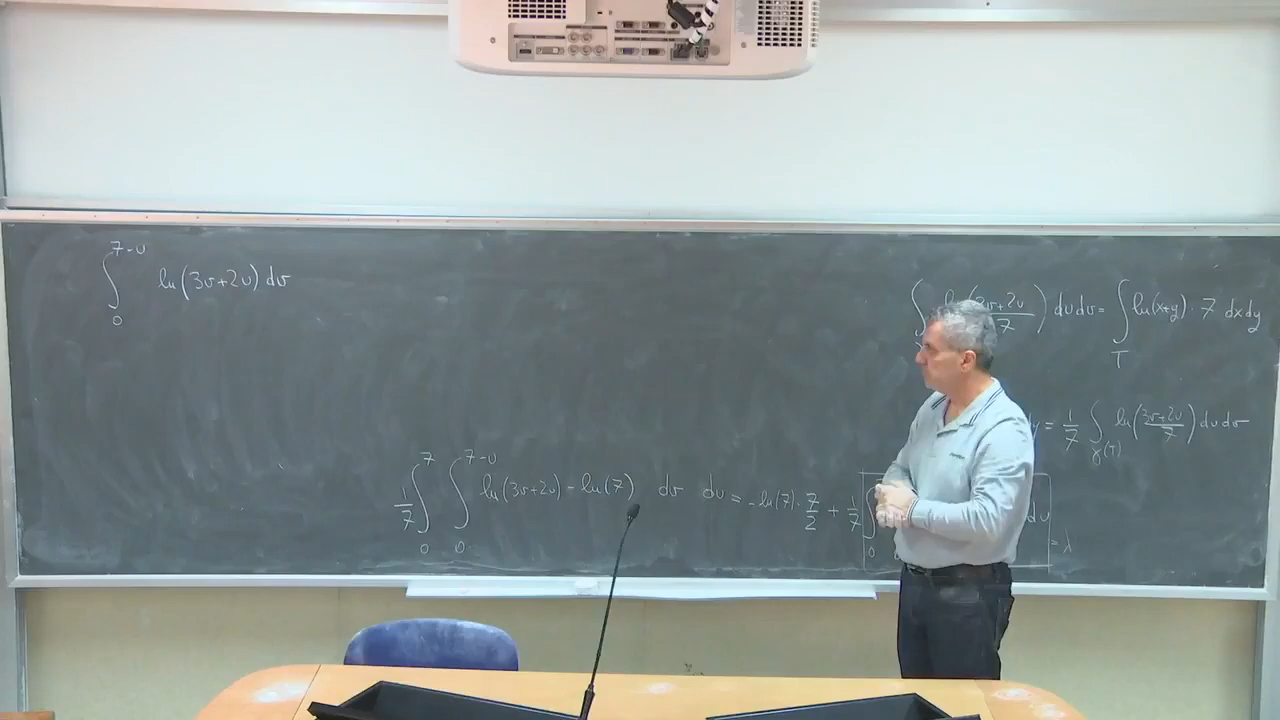 ∫₀^{7-u} ln(3v+2u) dv
ln(3v+2u/7) du dv = ∫_T ln(x+y) · 7 dx dy
y = 1/7 ∫_{γ(T)} ln(3v+2u/7) du dv
1/7 ∫₀^7 ∫₀^{7-u} ln(3v+2u) - ln(7) dv du = -ln(7) · 7/2 + 1/7 ∫₀ du = λ